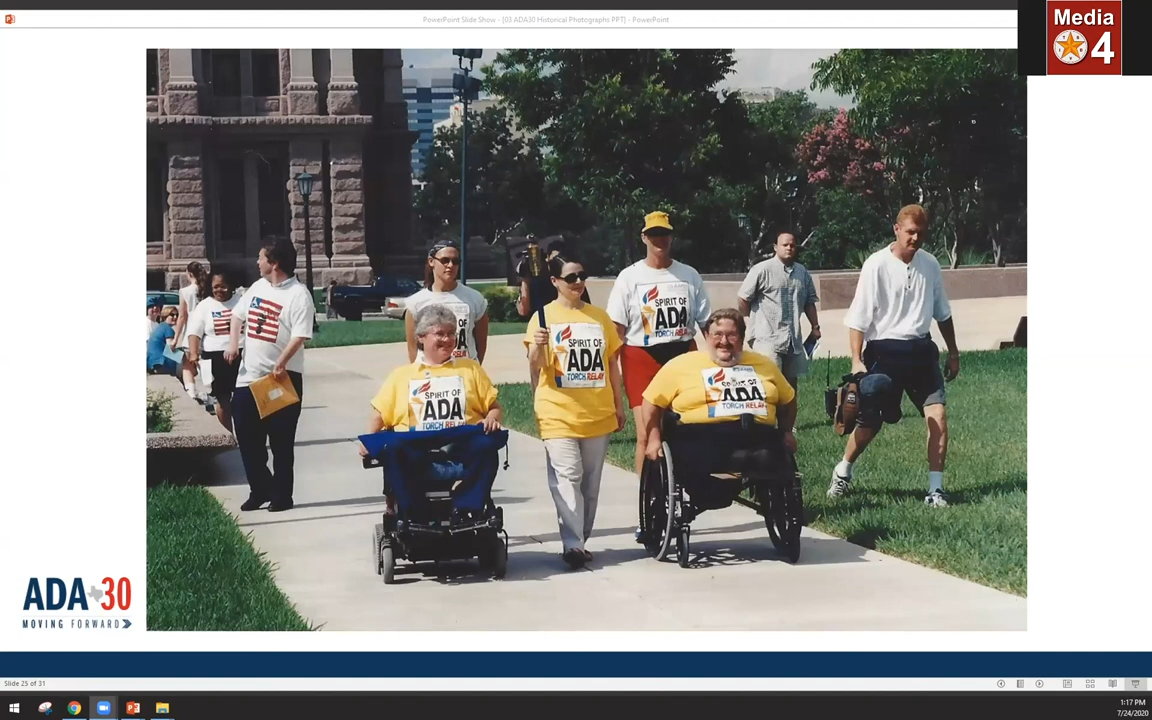 PowerPoint Slide Show - [03 ADA30 Historical Photographs PPT] - PowerPoint
Media
4
SPIRIT OF
ADA
TORCH RELAY
SPIRIT OF
ADA
TORCH RELAY
SPIRIT OF
ADA
TORCH RELAY
SPIRIT OF
ADA
TORCH RELAY
ADA 30
MOVING FORWARD
Slide 25 of 31
1:17 PM
7/24/2020